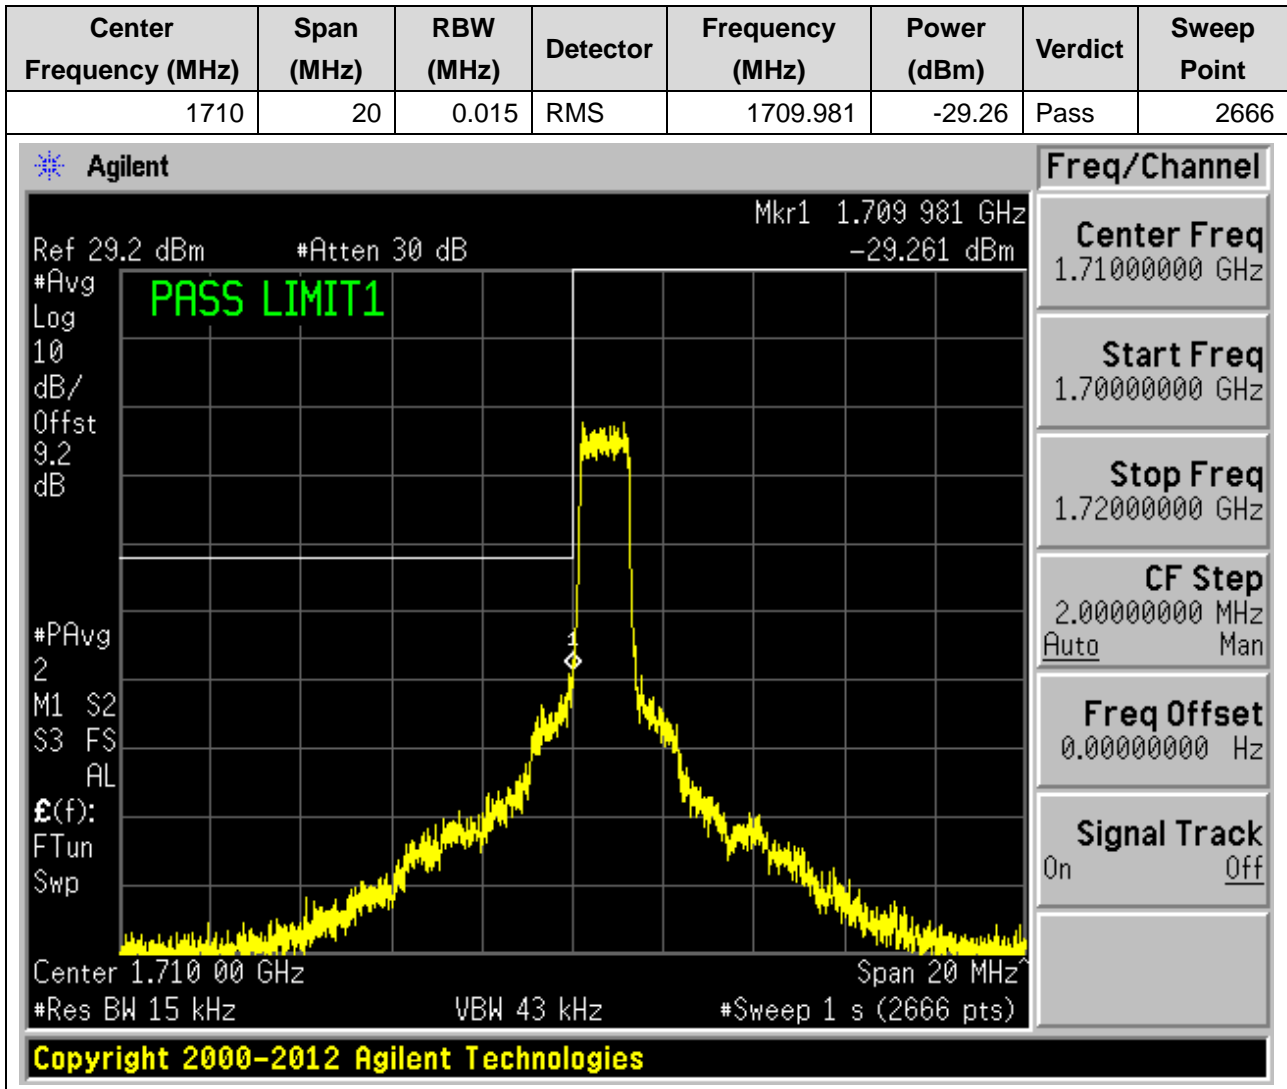 Center Frequency (MHz) Span (MHz) RBW (MHz) Detector Frequency (MHz) Power (dBm) Verdict Sweep Point
1710 20 0.015 RMS 1709.981 -29.26 Pass 2666
Agilent
Freq/Channel
Mkr1 1.709 981 GHz
Ref 29.2 dBm #Atten 30 dB -29.261 dBm
#Avg
Log
10
dB/
Offst
9.2
dB
PASS LIMIT1
1
#PAvg
2
M1 S2
S3 FS
AL
£(f):
FTun
Swp
Center 1.710 00 GHz Span 20 MHz^
#Res BW 15 kHz VBW 43 kHz #Sweep 1 s (2666 pts)
Center Freq
1.71000000 GHz
Start Freq
1.70000000 GHz
Stop Freq
1.72000000 GHz
CF Step
2.00000000 MHz
Auto Man
Freq Offset
0.00000000 Hz
Signal Track
On Off
Copyright 2000-2012 Agilent Technologies